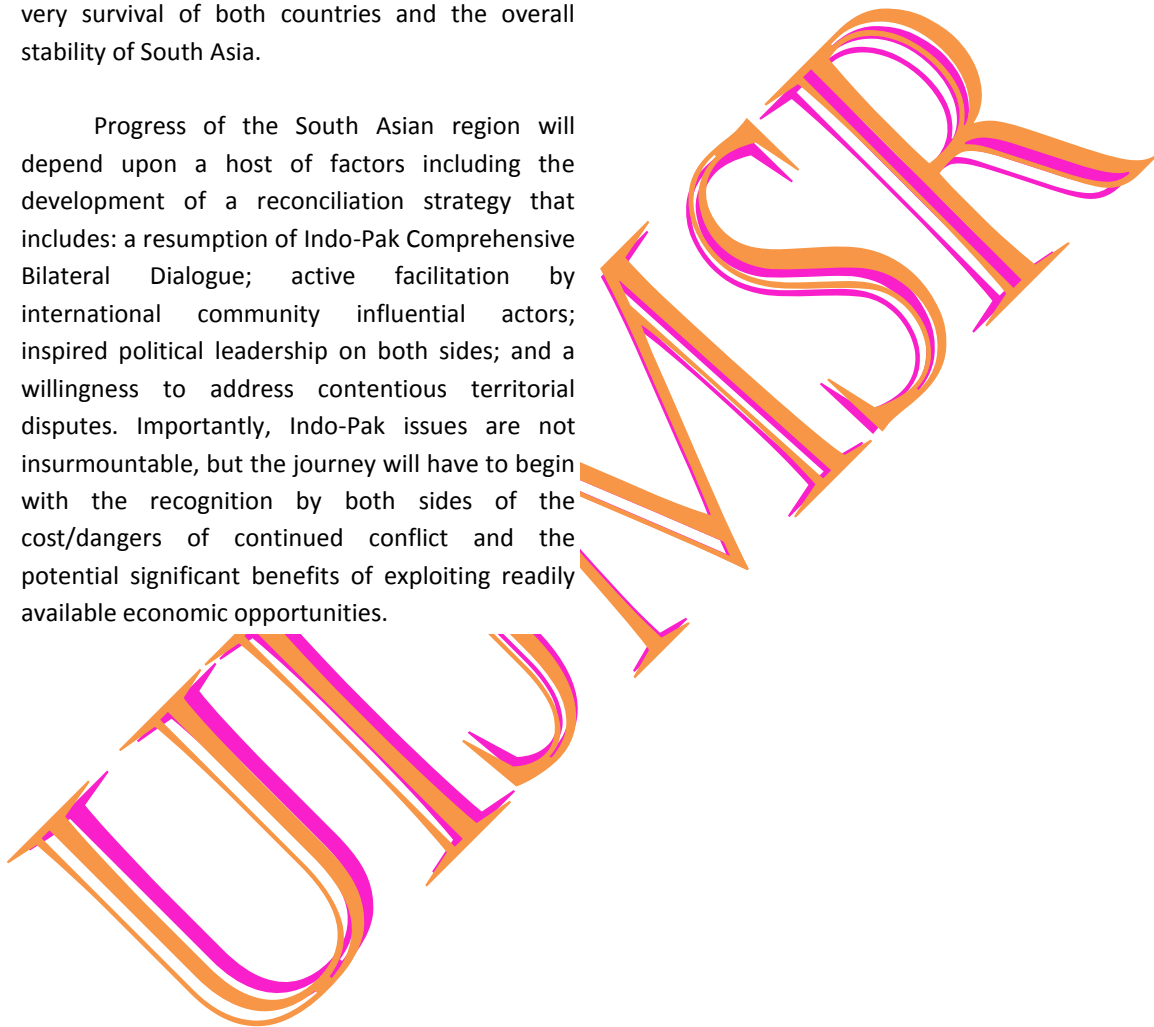 very survival of both countries and the overall
stability of South Asia.
Progress of the South Asian region will
depend upon a host of factors including the
development of a reconciliation strategy that
includes: a resumption of Indo-Pak Comprehensive
Bilateral Dialogue; active facilitation by
international community influential actors;
inspired political leadership on both sides; and a
willingness to address contentious territorial
disputes. Importantly, Indo-Pak issues are not
insurmountable, but the journey will have to begin
with the recognition by both sides of the
cost/dangers of continued conflict and the
potential significant benefits of exploiting readily
available economic opportunities.